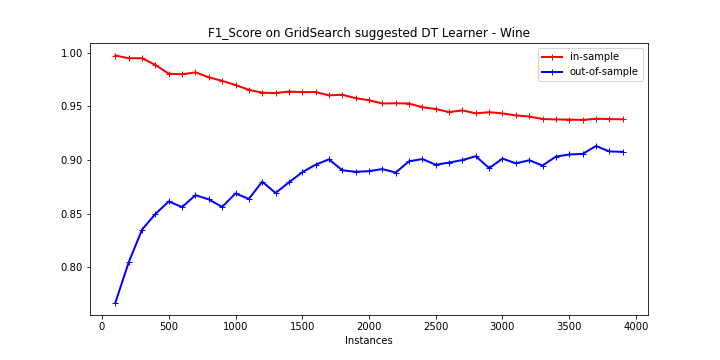 F1_Score on GridSearch suggested DT Learner - Wine
in-sample
out-of-sample
1.00
0.95
0.90
0.85
0.80
0 500 1000 1500 2000 2500 3000 3500 4000
Instances